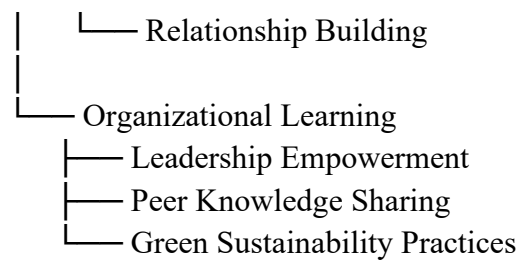 Relationship Building
Organizational Learning
Leadership Empowerment
Peer Knowledge Sharing
Green Sustainability Practices